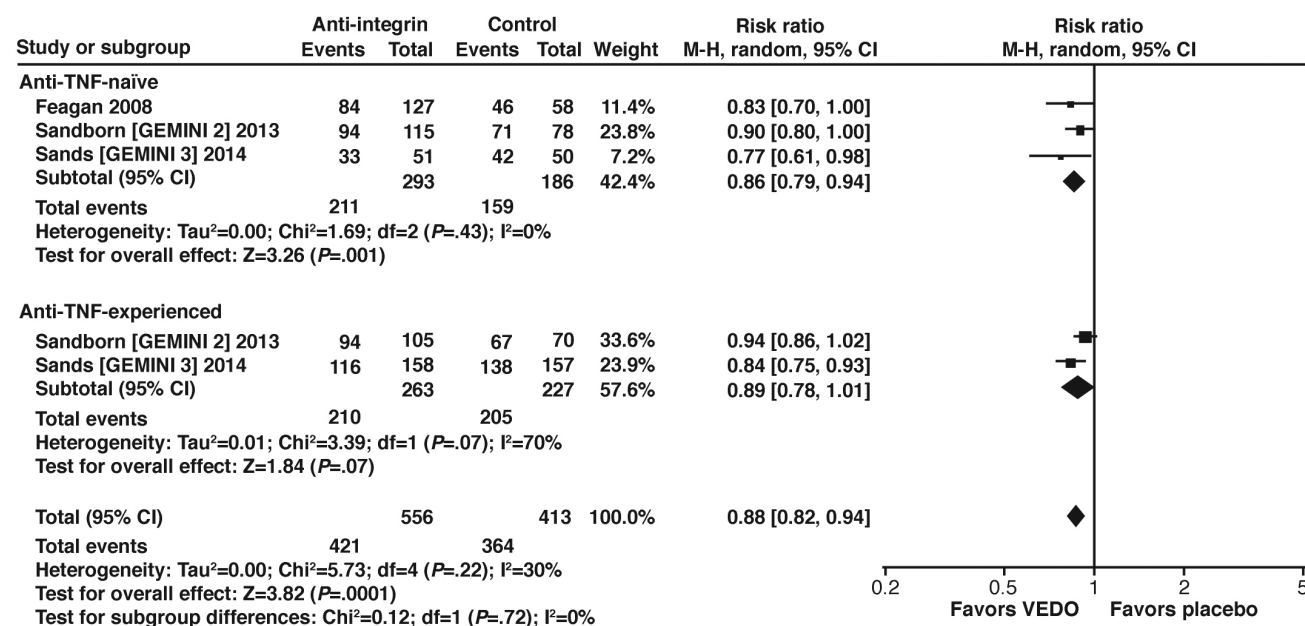 Anti-integrin Control Risk ratio Risk ratio
Study or subgroup Events Total Events Total Weight M-H, random, 95% CI M-H, random, 95% CI
Anti-TNF-naïve
Feagan 2008 84 127 46 58 11.4% 0.83 [0.70, 1.00]
Sandborn [GEMINI 2] 2013 94 115 71 78 23.8% 0.90 [0.80, 1.00]
Sands [GEMINI 3] 2014 33 51 42 50 7.2% 0.77 [0.61, 0.98]
Subtotal (95% CI) 293 186 42.4% 0.86 [0.79, 0.94]
Total events 211 159
Heterogeneity: Tau²=0.00; Chi²=1.69; df=2 (P=.43); I²=0%
Test for overall effect: Z=3.26 (P=.001)
Anti-TNF-experienced
Sandborn [GEMINI 2] 2013 94 105 67 70 33.6% 0.94 [0.86, 1.02]
Sands [GEMINI 3] 2014 116 158 138 157 23.9% 0.84 [0.75, 0.93]
Subtotal (95% CI) 263 227 57.6% 0.89 [0.78, 1.01]
Total events 210 205
Heterogeneity: Tau²=0.01; Chi²=3.39; df=1 (P=.07); I²=70%
Test for overall effect: Z=1.84 (P=.07)
Total (95% CI) 556 413 100.0% 0.88 [0.82, 0.94]
Total events 421 364
Heterogeneity: Tau²=0.00; Chi²=5.73; df=4 (P=.22); I²=30%
Test for overall effect: Z=3.82 (P=.0001)
Test for subgroup differences: Chi²=0.12; df=1 (P=.72); I²=0%
0.2 0.5 1 2 5
Favors VEDO Favors placebo